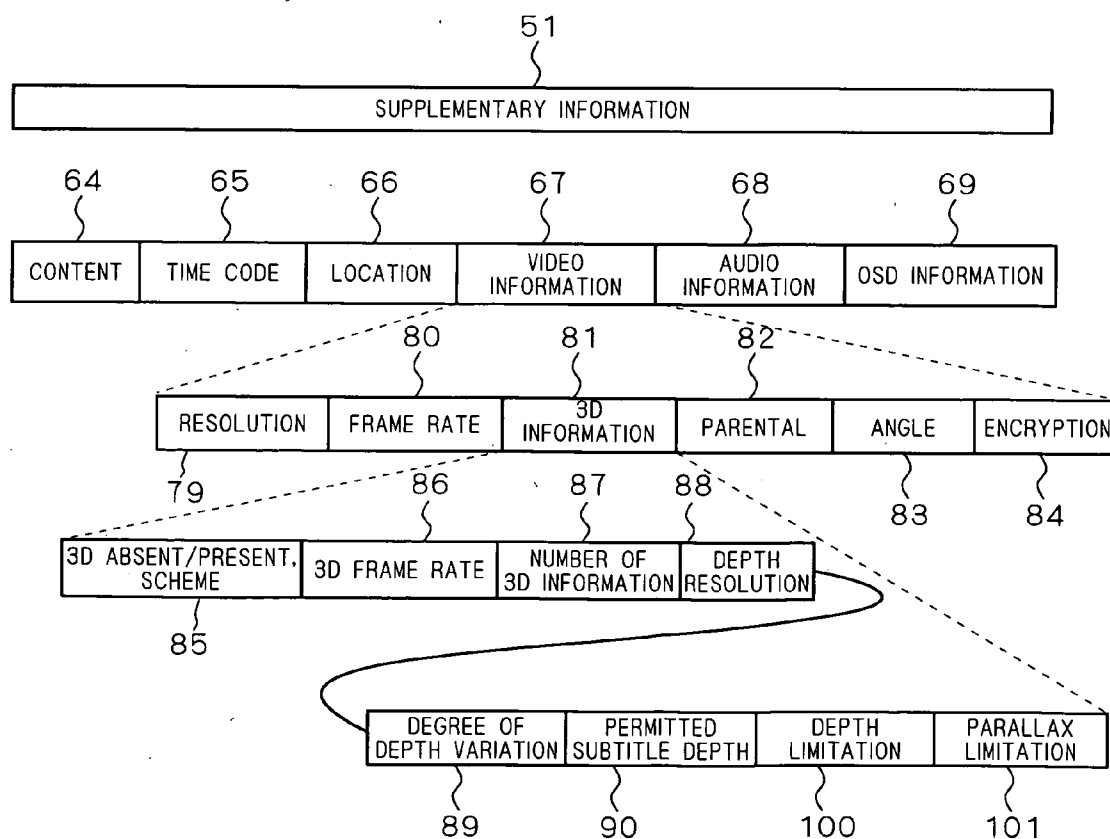 51
SUPPLEMENTARY INFORMATION
64 65 66 67 68 69
CONTENT TIME CODE LOCATION VIDEO INFORMATION AUDIO INFORMATION OSD INFORMATION
80 81 82
RESOLUTION FRAME RATE 3D INFORMATION PARENTAL ANGLE ENCRYPTION
79 86 87 88 83 84
3D ABSENT/PRESENT, SCHEME 3D FRAME RATE NUMBER OF 3D INFORMATION DEPTH RESOLUTION
85
DEGREE OF DEPTH VARIATION PERMITTED SUBTITLE DEPTH DEPTH LIMITATION PARALLAX LIMITATION
89 90 100 101